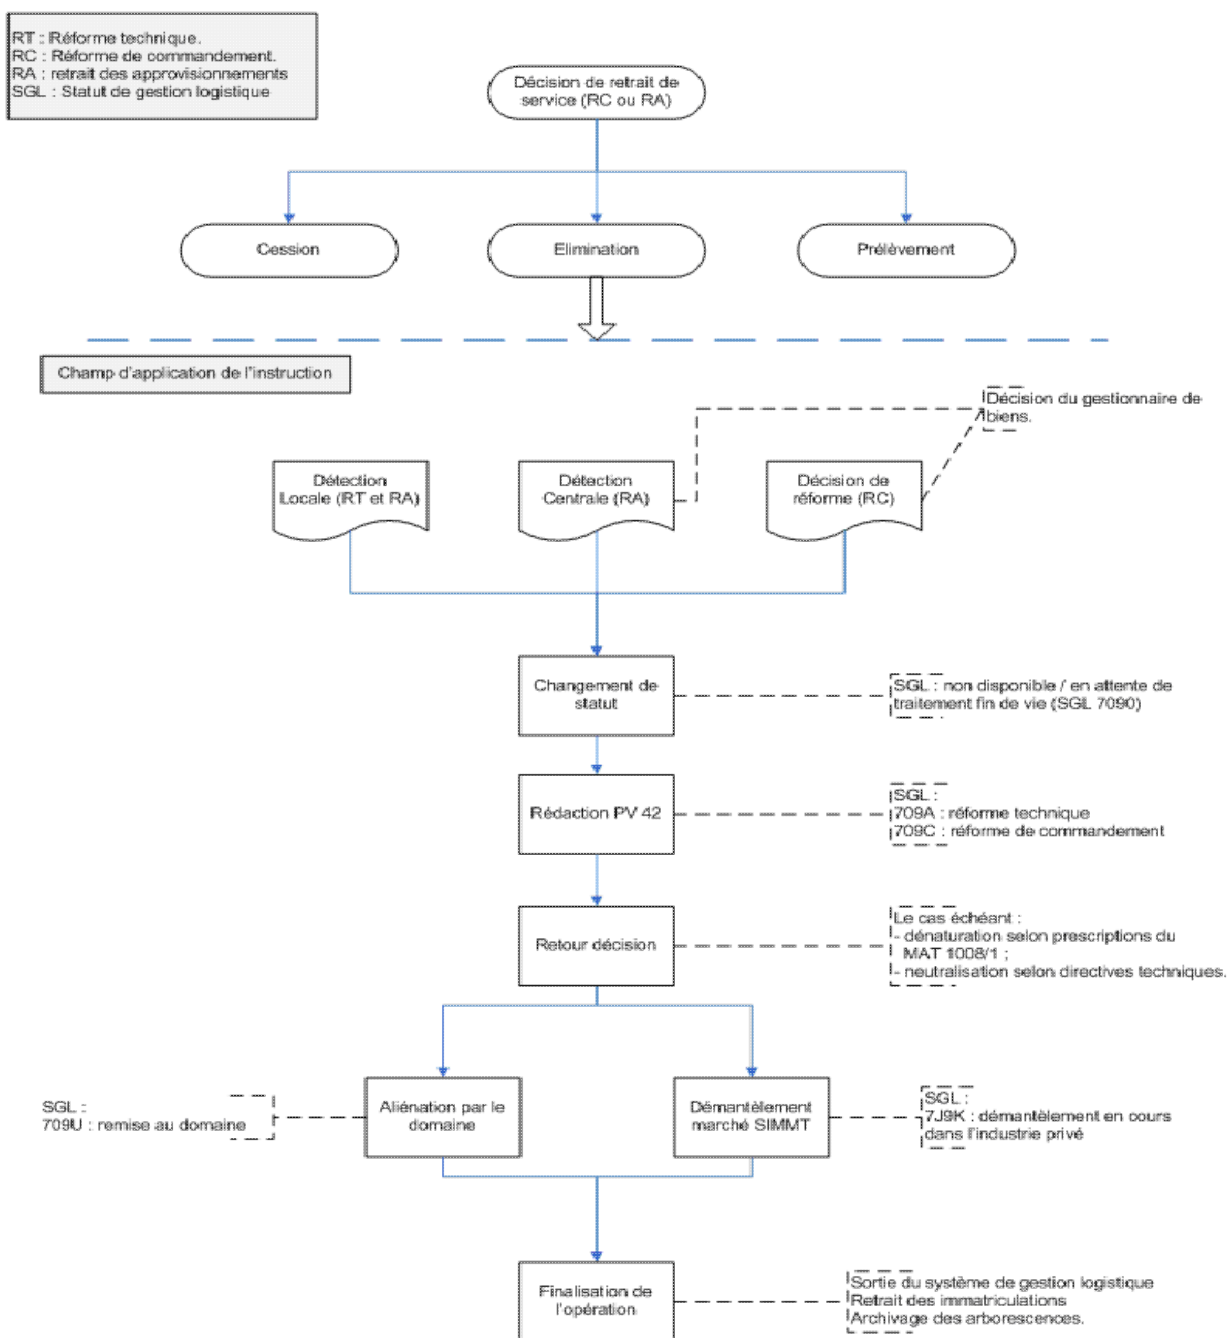 RT : Réforme technique.
RC : Réforme de commandement.
RA : retrait des approvisionnements
SGL : Statut de gestion logistique
Décision de retrait de
service (RC ou RA)
Cession
Elimination
Prélèvement
Champ d'application de l'instruction
Décision du gestionnaire de
biens.
Détection
Locale (RT et RA)
Détection
Centrale (RA)
Décision de
réforme (RC)
Changement de
statut
SGL : non disponible / en attente de
traitement fin de vie (SGL 7090)
Rédaction PV 42
SGL :
709A : réforme technique
709C : réforme de commandement
Retour décision
Le cas échéant :
- dénaturation selon prescriptions du
MAT 1008/1 ;
- neutralisation selon directives techniques.
SGL :
709U : remise au domaine
Aliénation par le
domaine
Démantèlement
marché SIMMT
SGL :
7J9K : démantèlement en cours
dans l'industrie privé
Finalisation de
l'opération
Sortie du système de gestion logistique
Retrait des immatriculations
Archivage des arborescences.